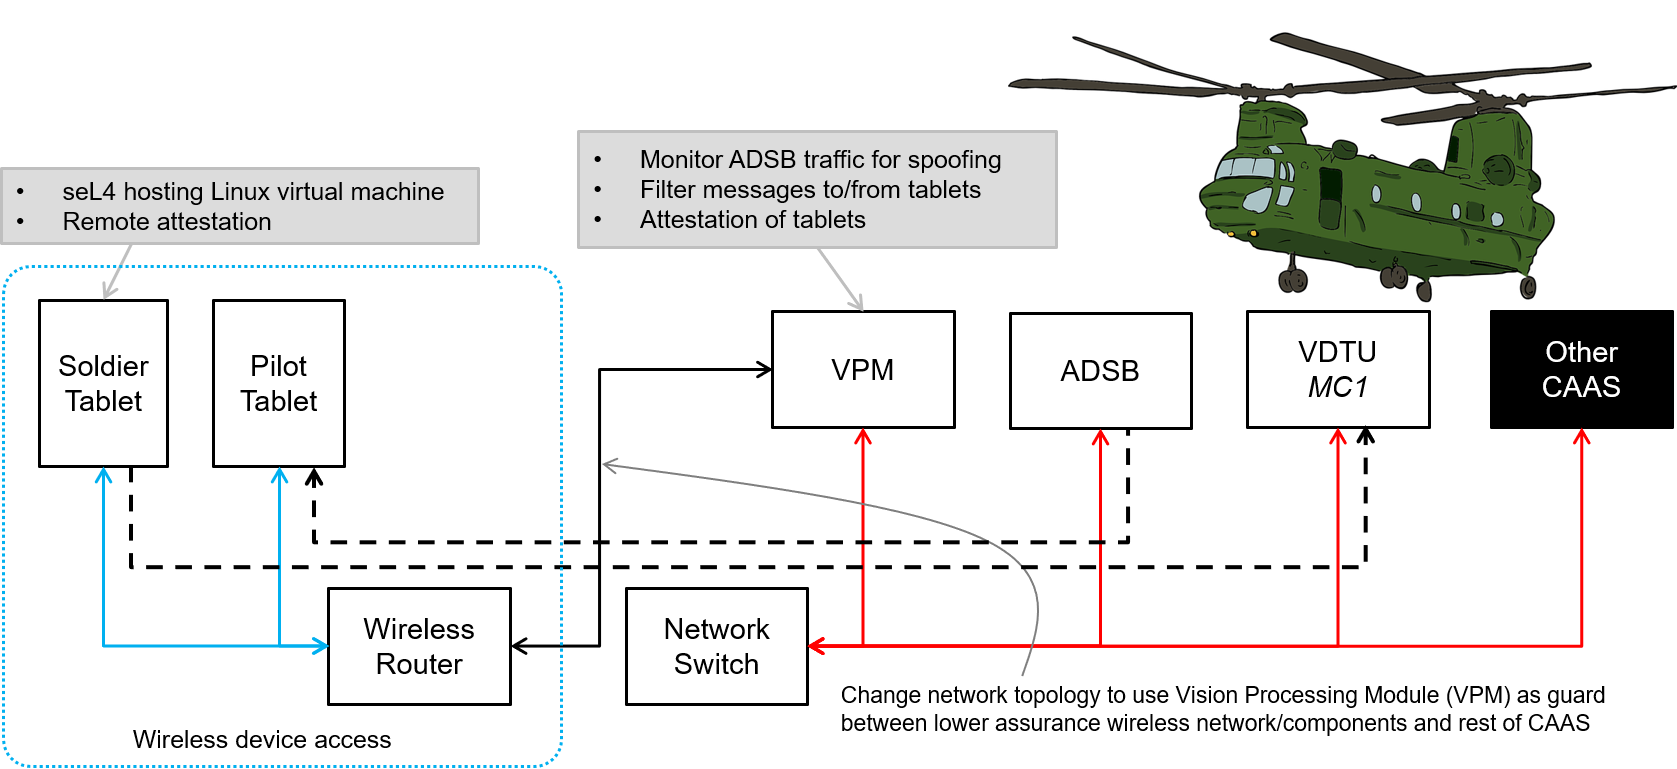 • Monitor ADSB traffic for spoofing
• Filter messages to/from tablets
• Attestation of tablets
• seL4 hosting Linux virtual machine
• Remote attestation
Soldier
Tablet
Pilot
Tablet
VPM
ADSB
VDTU
MC1
Other
CAAS
Wireless
Router
Network
Switch
Change network topology to use Vision Processing Module (VPM) as guard
between lower assurance wireless network/components and rest of CAAS
Wireless device access